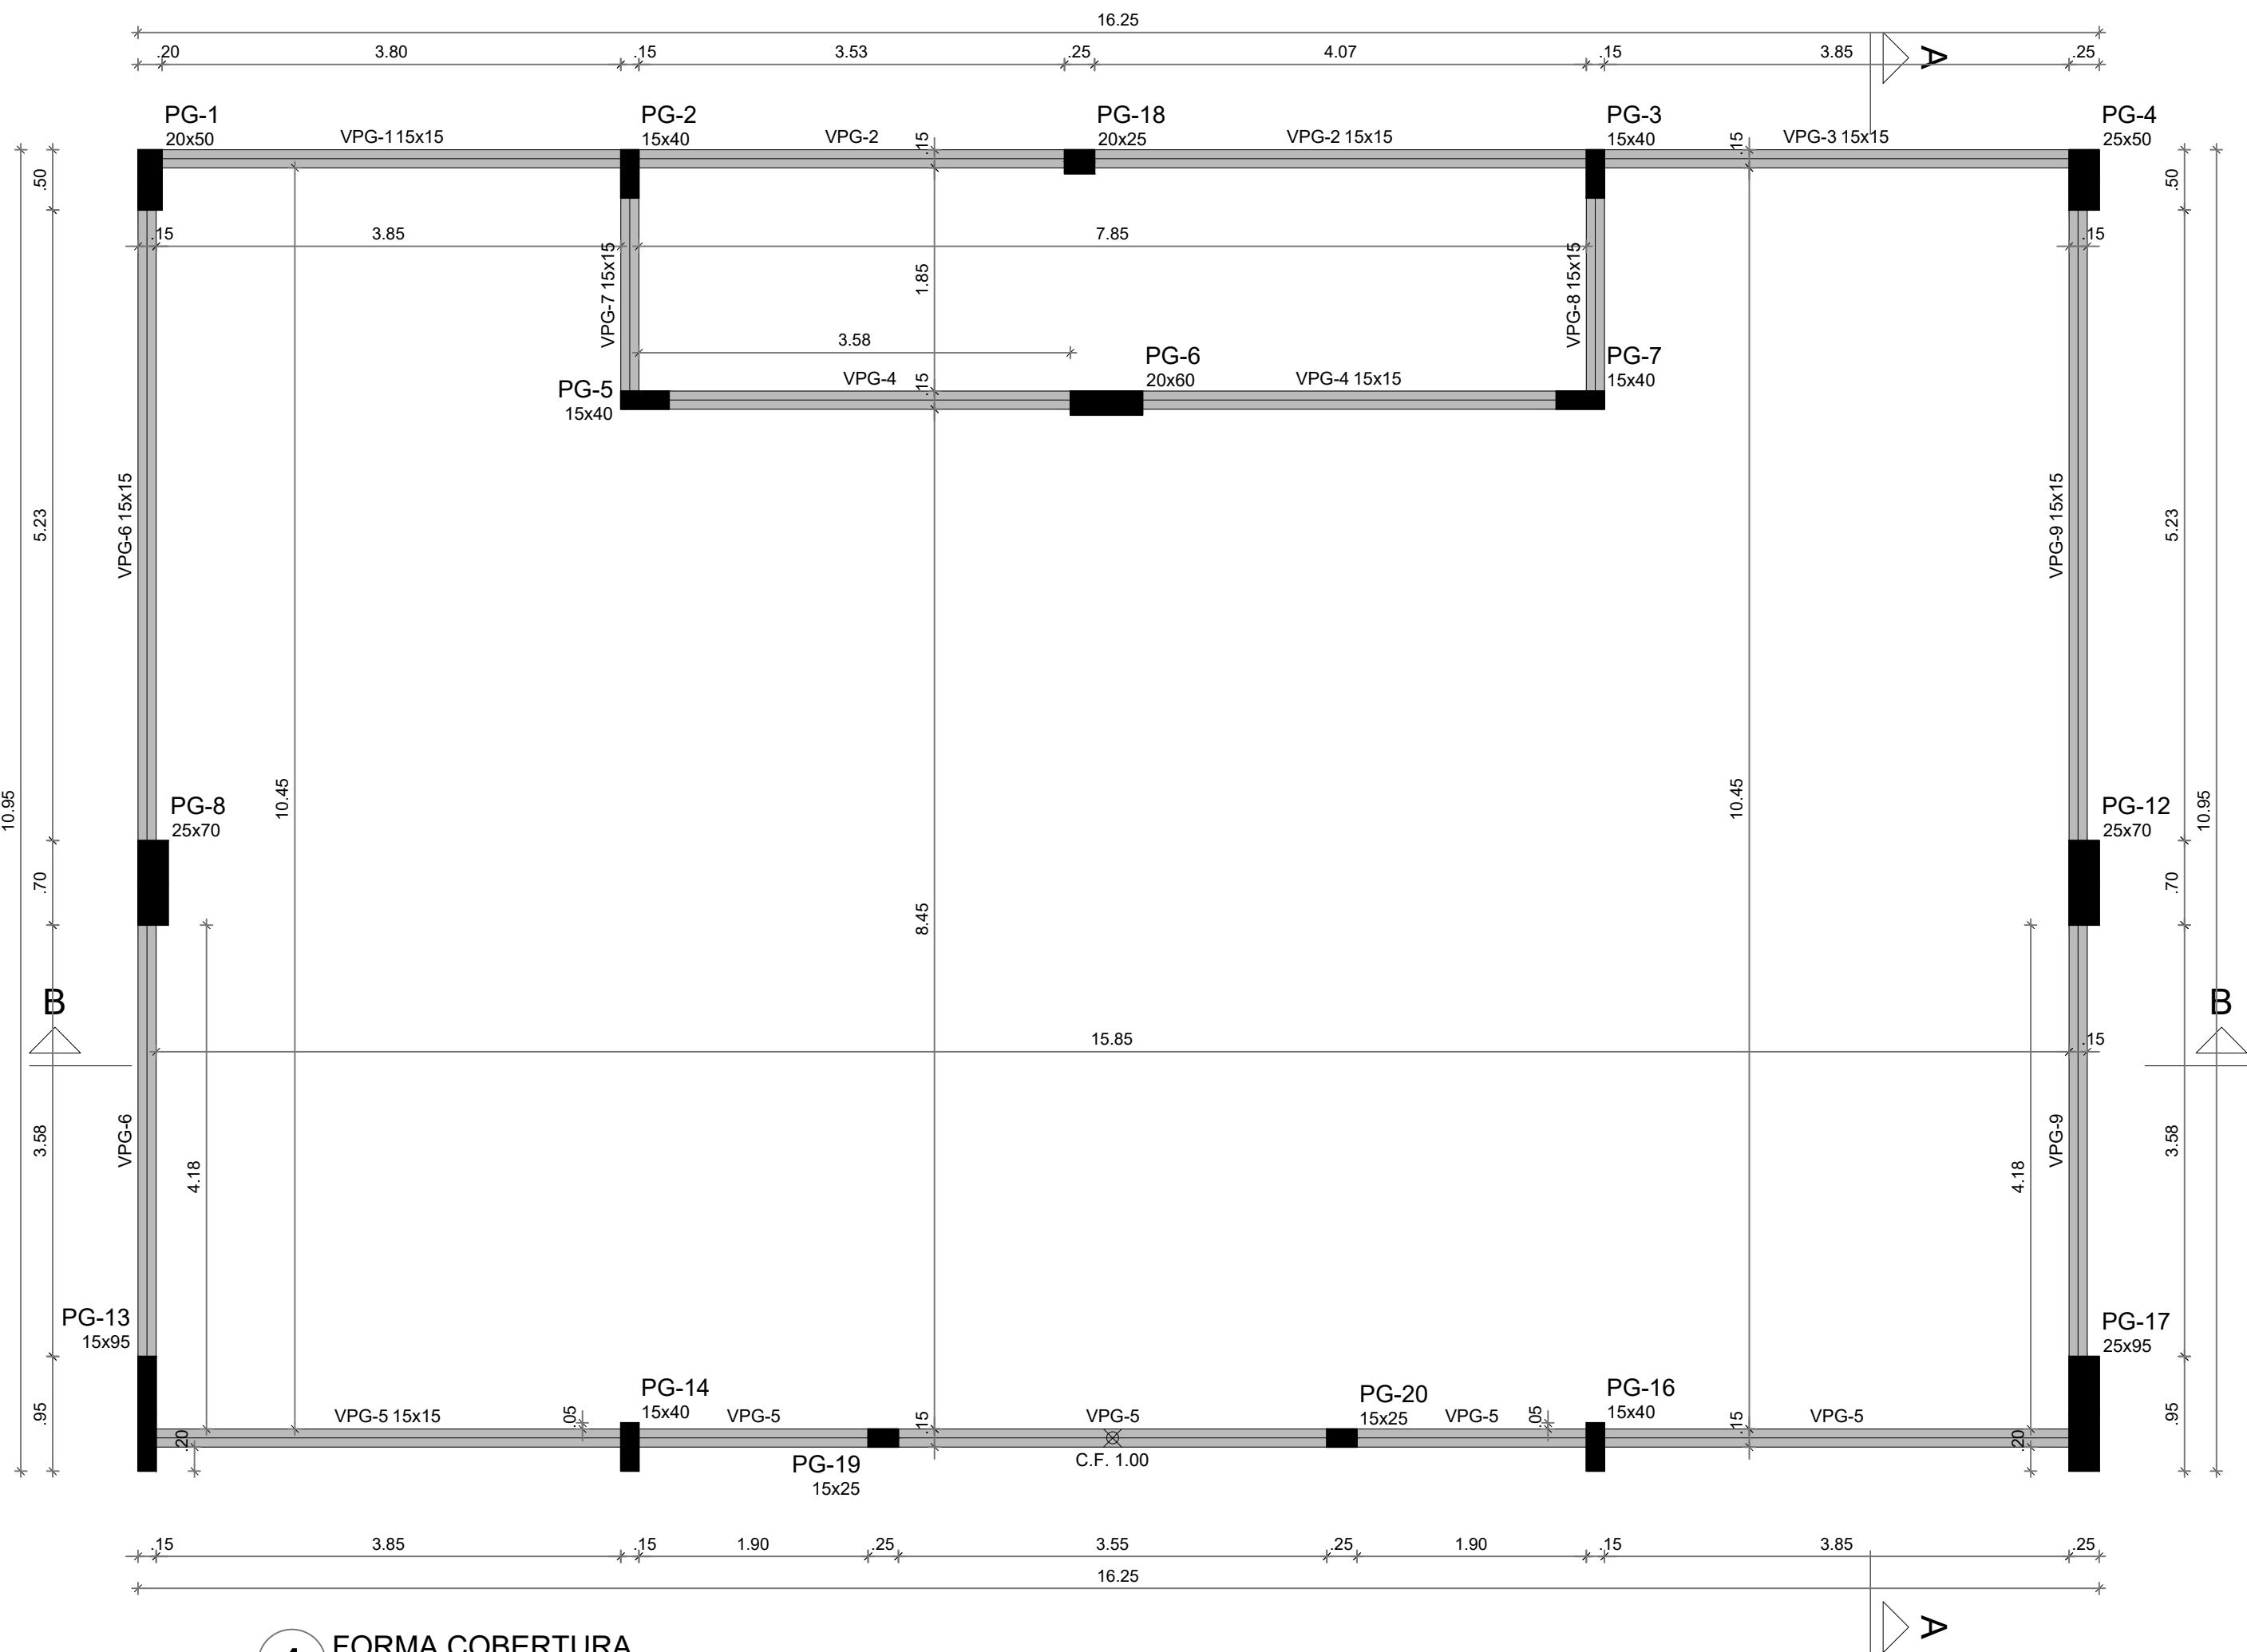 16.25
.20 3.80 .15 3.53 .25 4.07 .15 3.85 .25
A
PG-1 PG-2 PG-18 PG-3 PG-4
20x50 VPG-1 15x15 15x40 VPG-2 .15 20x25 VPG-2 15x15 15x40 .15 VPG-3 15x15 25x50
.50 .50
.15 3.85 7.85 .15
VPG-7 15x15 1.85 VPG-8 15x15
3.58
PG-6 PG-7
PG-5 VPG-4 .15 20x60 VPG-4 15x15 15x40
15x40
10.95 5.23 VPG-6 15x15 VPG-9 15x15 5.23 10.95
10.45 10.45
PG-8 PG-12
25x70 25x70
.70 8.45 .70
B B
15.85 .15
3.58 VPG-6 4.18 4.18 VPG-9 3.58
PG-13 PG-17
15x95 25x95
PG-14 PG-20 PG-16
.95 .20 VPG-5 15x15 .05 15x40 VPG-5 .15 VPG-5 15x25 VPG-5 .05 15x40 .15 VPG-5 .20 .95
PG-19 C.F. 1.00
15x25
.15 3.85 .15 1.90 .25 3.55 .25 1.90 .15 3.85 .25
16.25
A
FORMA COBERTURA